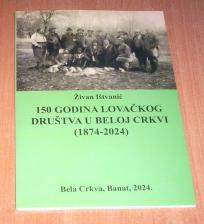 Živan Ištvanić
150 GODINA LOVAČKOG
DRUŠTVA U BELOJ CRKVI
(1874-2024)
Bela Crkva, Banat, 2024.